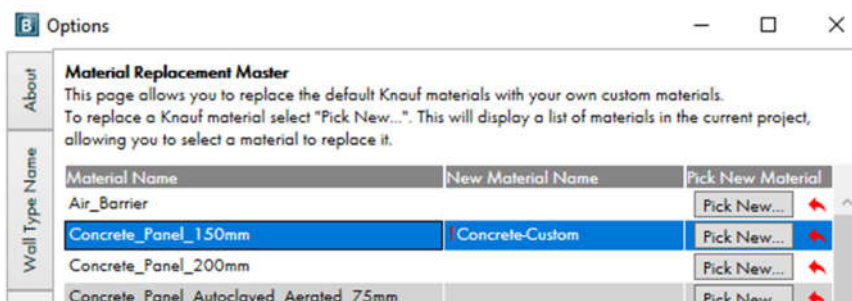 B Options
About
Wall Type Name
Material Replacement Master
This page allows you to replace the default Knauf materials with your own custom materials.
To replace a Knauf material select "Pick New...". This will display a list of materials in the current project,
allowing you to select a material to replace it.
Material Name New Material Name Pick New Material
Air_Barrier Pick New...
Concrete_Panel_150mm !Concrete-Custom Pick New...
Concrete_Panel_200mm Pick New...
Concrete_Panel_Autoclaved_Aerated_75mm Pick New...